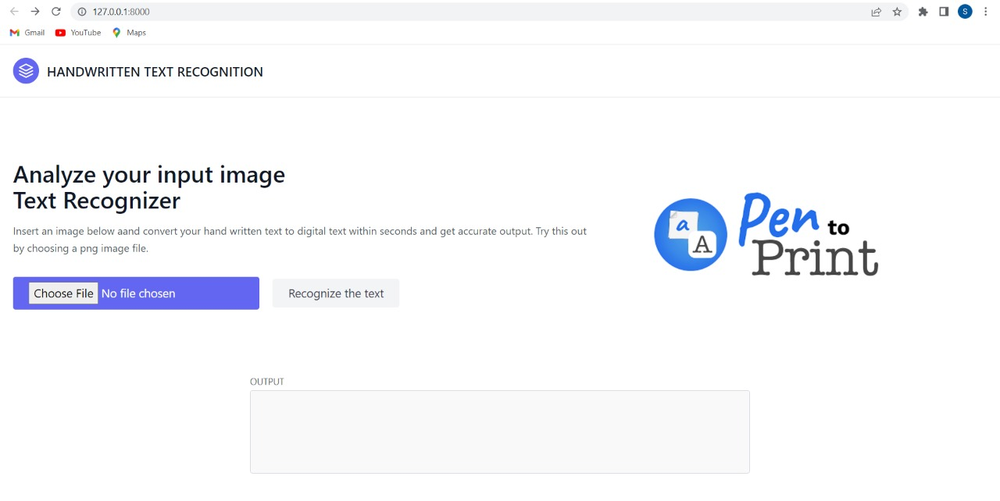 127.0.0.1:8000
S
Gmail YouTube Maps
HANDWRITTEN TEXT RECOGNITION
Analyze your input image
Text Recognizer
Insert an image below aand convert your hand written text to digital text within seconds and get accurate output. Try this out
by choosing a png image file.
Choose File No file chosen
Recognize the text
a
A
Pen to
Print
OUTPUT